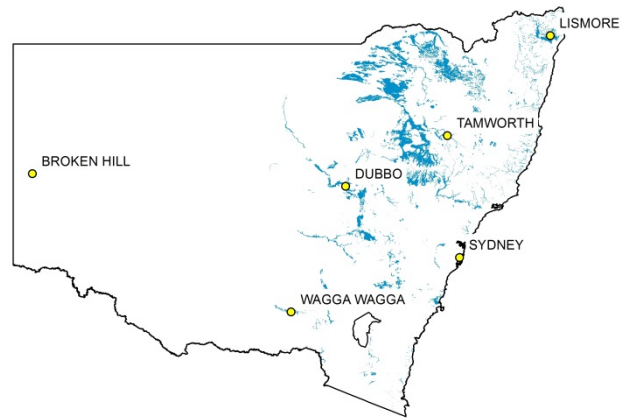 LISMORE
TAMWORTH
BROKEN HILL
DUBBO
SYDNEY
WAGGA WAGGA